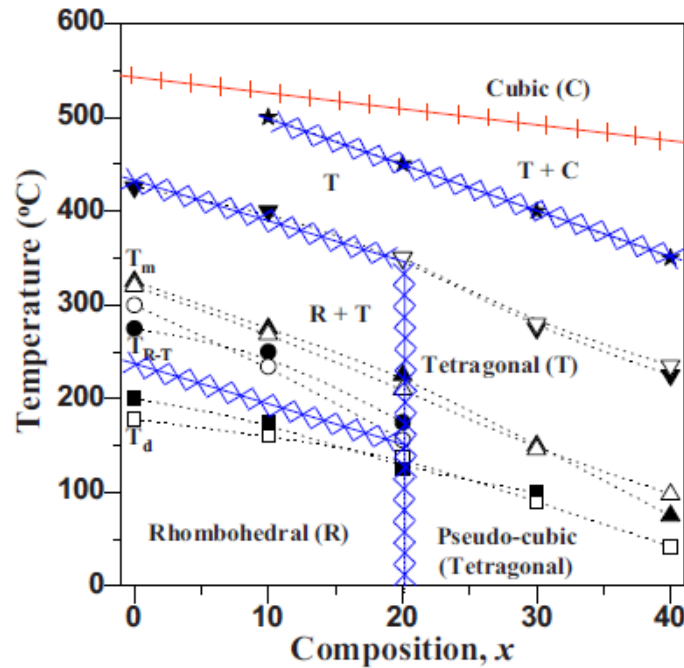 600
500
400
300
200
100
0
Temperature (°C)
Cubic (C)
T + C
T
T_m
R + T
T_R-T
Tetragonal (T)
T_d
Rhombohedral (R)
Pseudo-cubic
(Tetragonal)
0 10 20 30 40
Composition, x